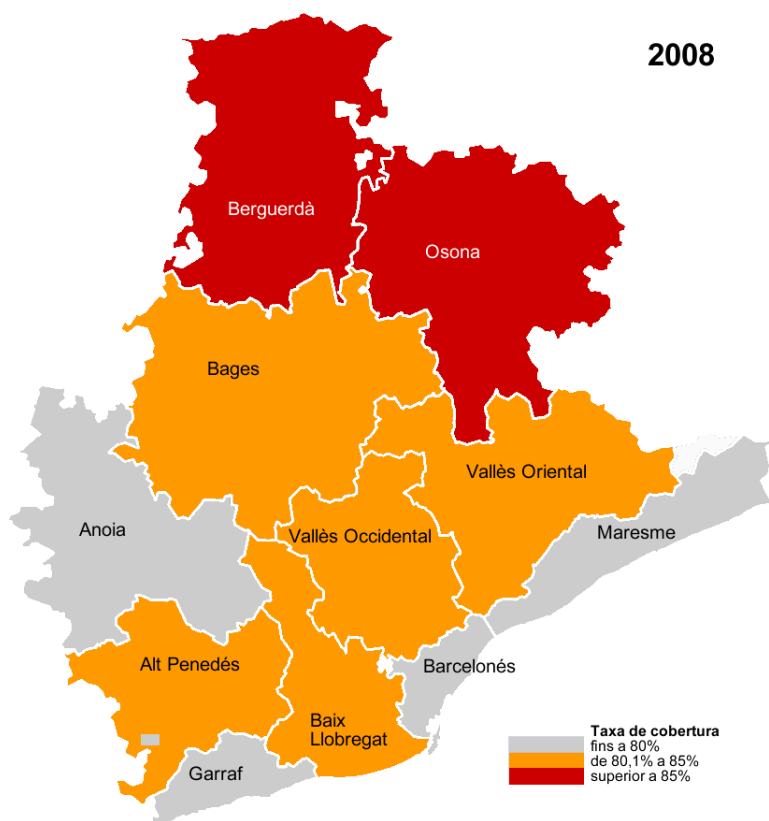 2008
Berguerdà
Osona
Bages
Vallès Oriental
Anoia
Vallès Occidental
Maresme
Alt Penedés
Barcelonés
Baix
Llobregat
Garraf
Taxa de cobertura
fins a 80%
de 80,1% a 85%
superior a 85%